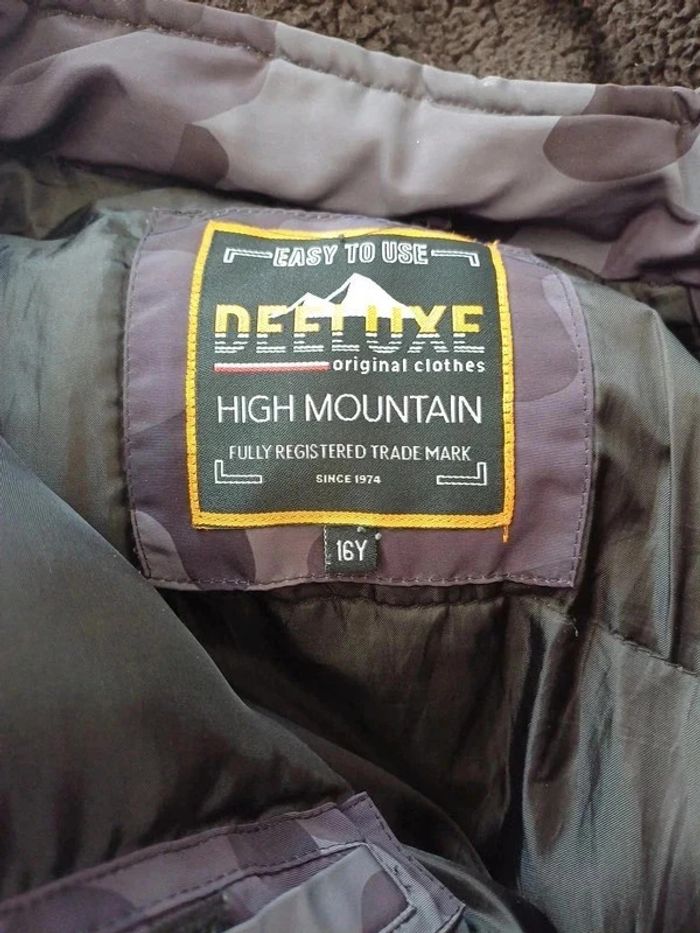 EASY TO USE
DEELUXE
original clothes
HIGH MOUNTAIN
FULLY REGISTERED TRADE MARK
SINCE 1974
16Y